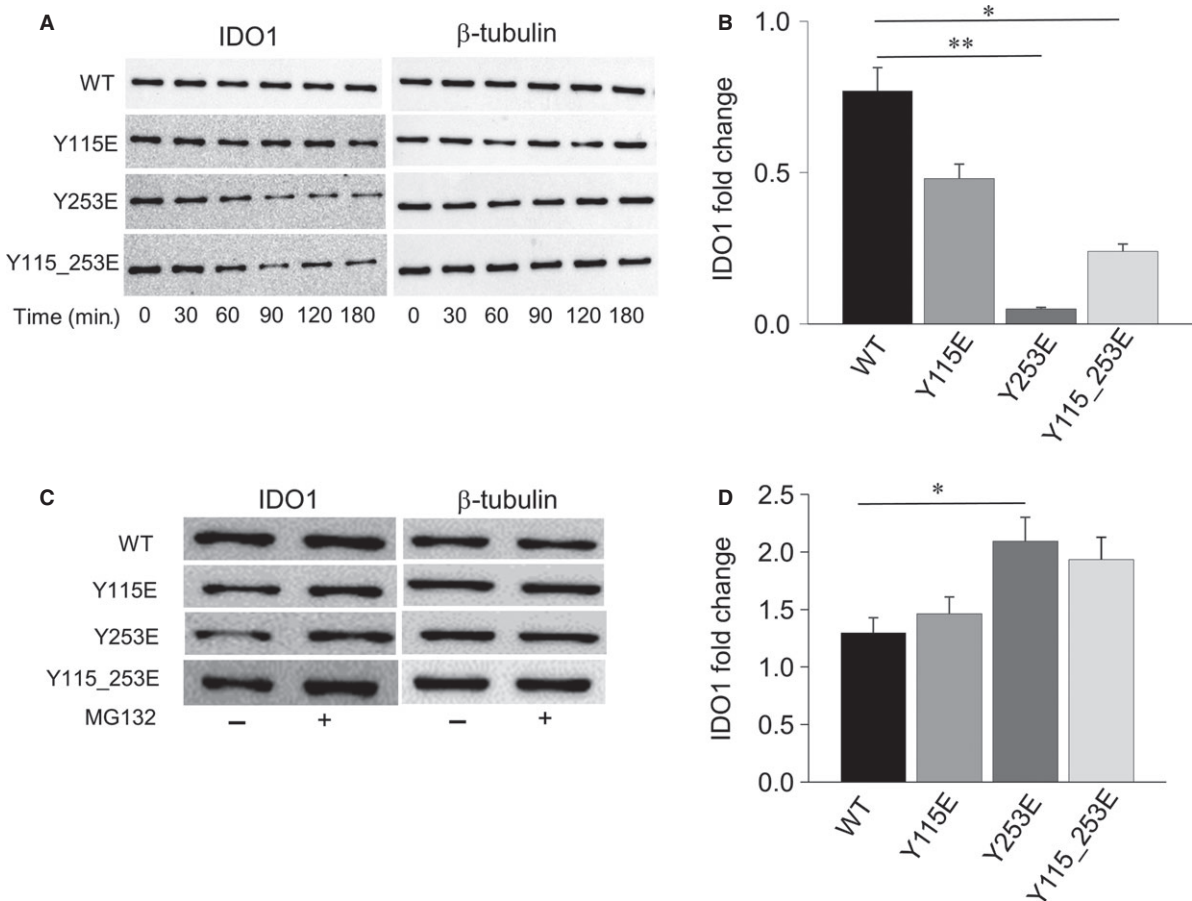 A
IDO1 β-tubulin
WT
Y115E
Y253E
Y115_253E
Time (min.) 0 30 60 90 120 180 0 30 60 90 120 180
B
IDO1 fold change
1.0
0.5
0.0
*
**
WT Y115E Y253E Y115_253E
C
IDO1 β-tubulin
WT
Y115E
Y253E
Y115_253E
MG132 – + – +
D
IDO1 fold change
2.5
2.0
1.5
1.0
0.5
0.0
*
WT Y115E Y253E Y115_253E